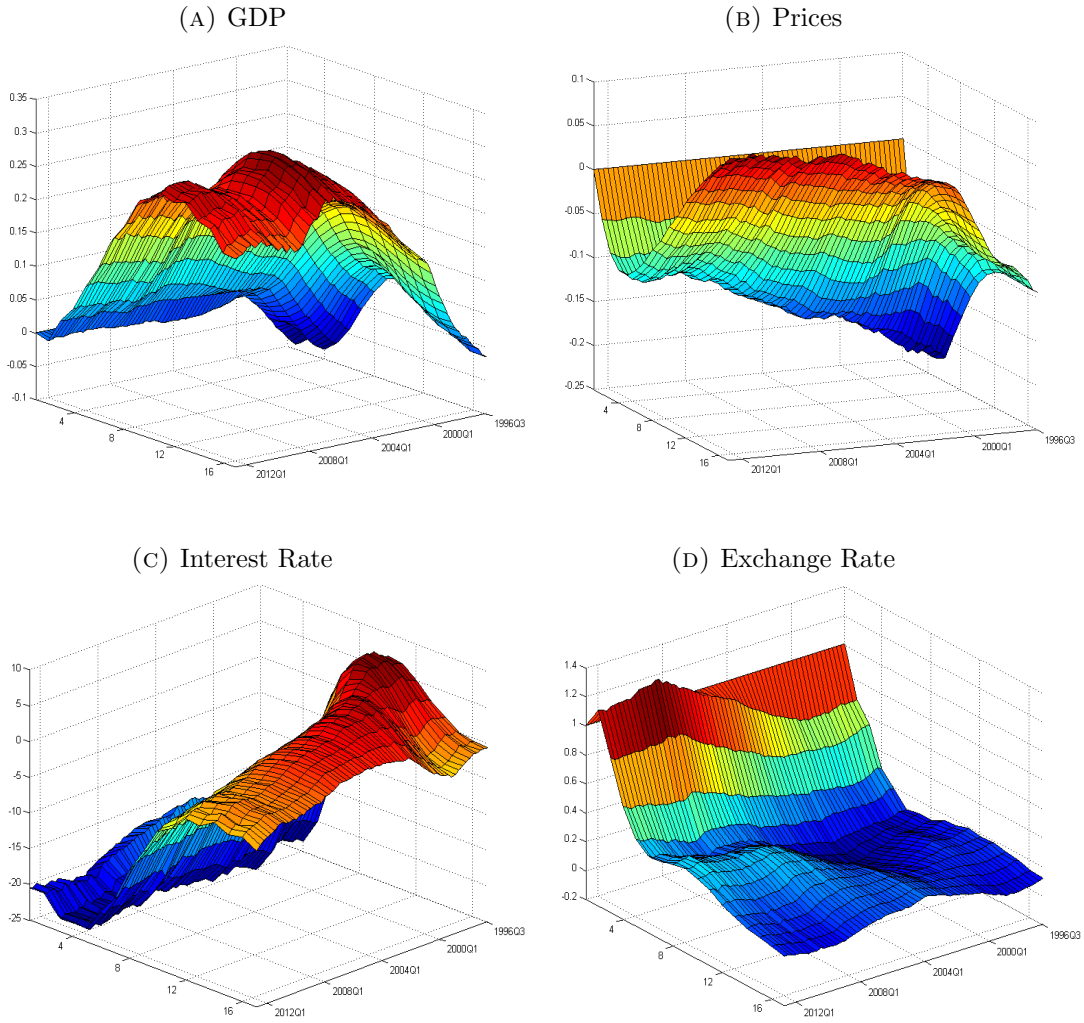 (A) GDP
0.35
0.3
0.25
0.2
0.15
0.1
0.05
0
-0.05
-0.1
4
8
12
16
2012Q1
2008Q1
2004Q1
2000Q1
1996Q3
(B) Prices
0.1
0.05
0
-0.05
-0.1
-0.15
-0.2
-0.25
4
8
12
16
2012Q1
2008Q1
2004Q1
2000Q1
1996Q3
(C) Interest Rate
10
5
0
-5
-10
-15
-20
-25
4
8
12
16
2012Q1
2008Q1
2004Q1
2000Q1
1996Q3
(D) Exchange Rate
1.4
1.2
1
0.8
0.6
0.4
0.2
0
-0.2
4
8
12
16
2012Q1
2008Q1
2004Q1
2000Q1
1996Q3